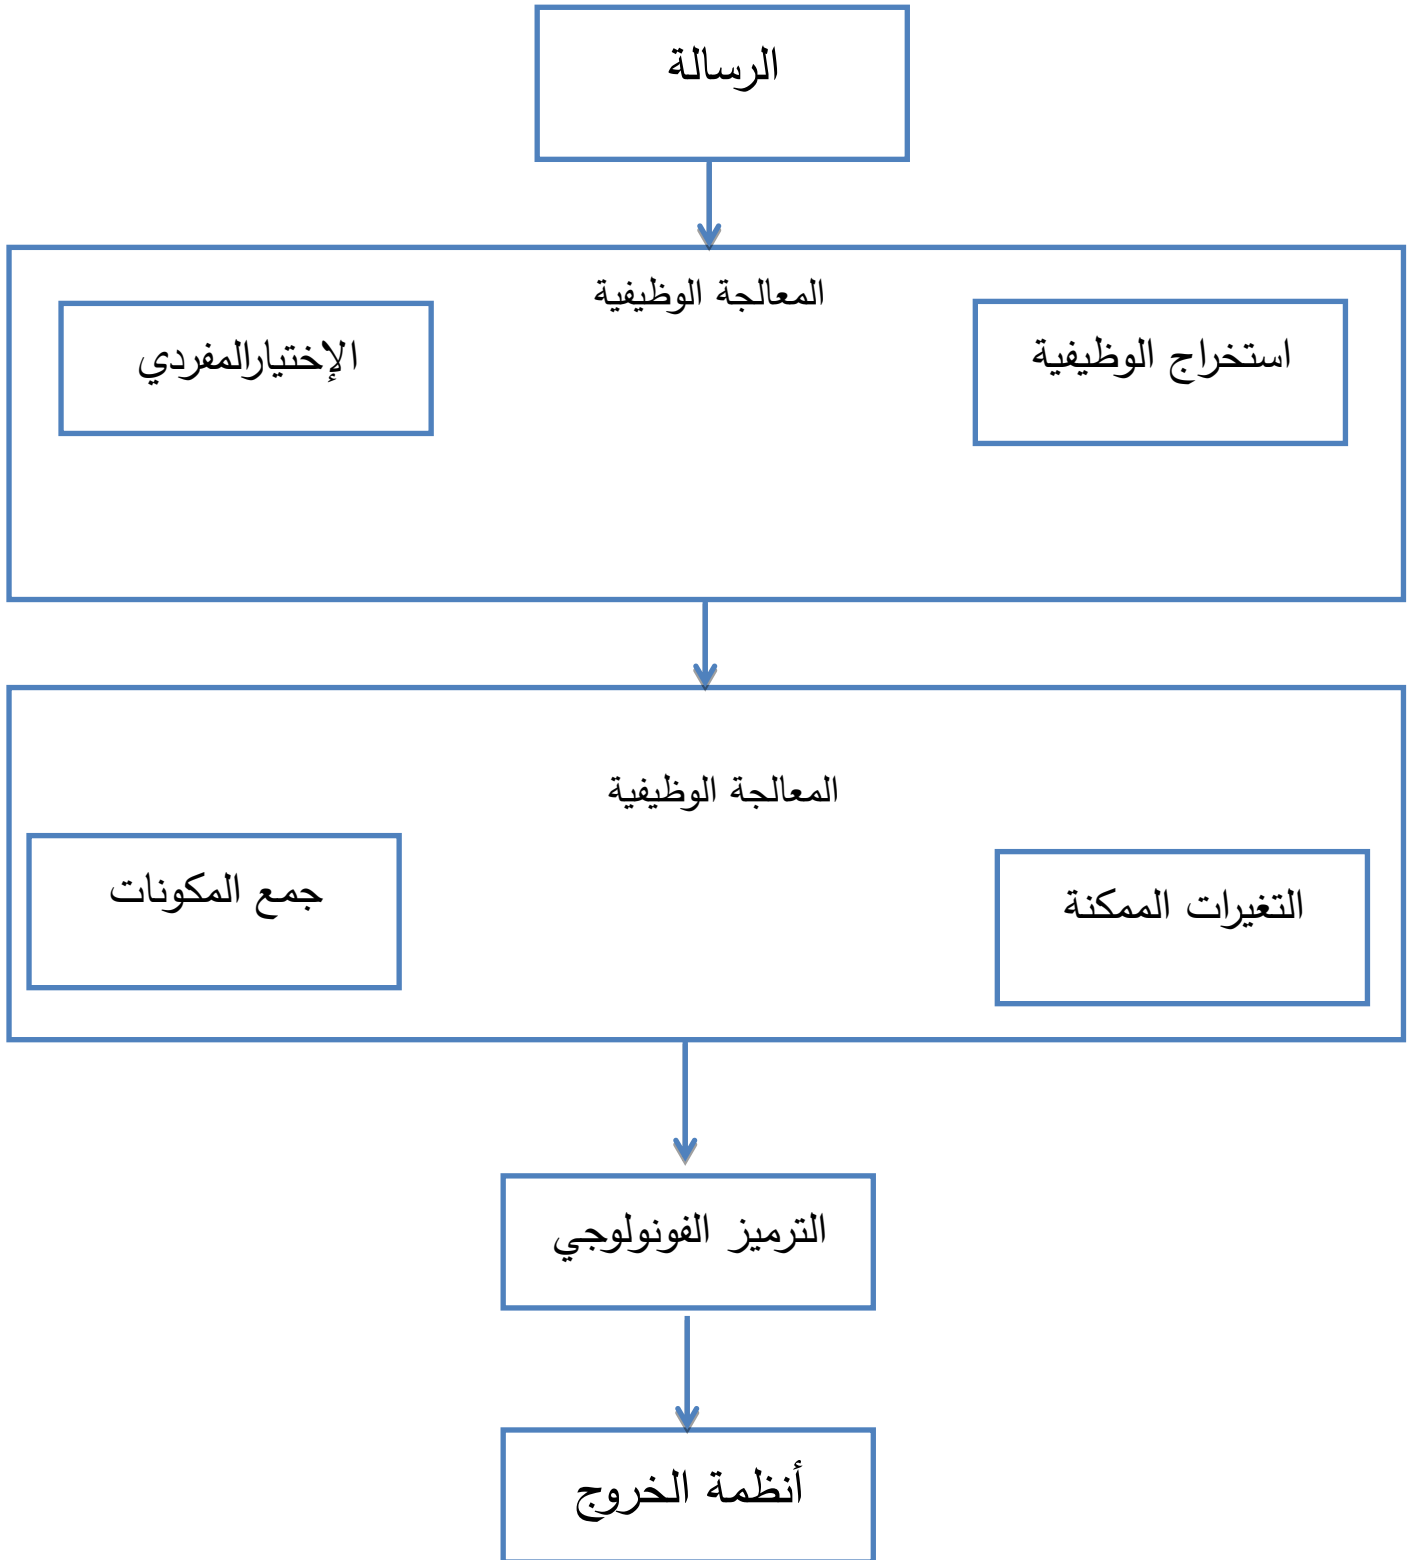 الرسالة
المعالجة الوظيفية
استخراج الوظيفية
الإختيارالمفردي
المعالجة الوظيفية
التغيرات الممكنة
جمع المكونات
الترميز الفونولوجي
أنظمة الخروج